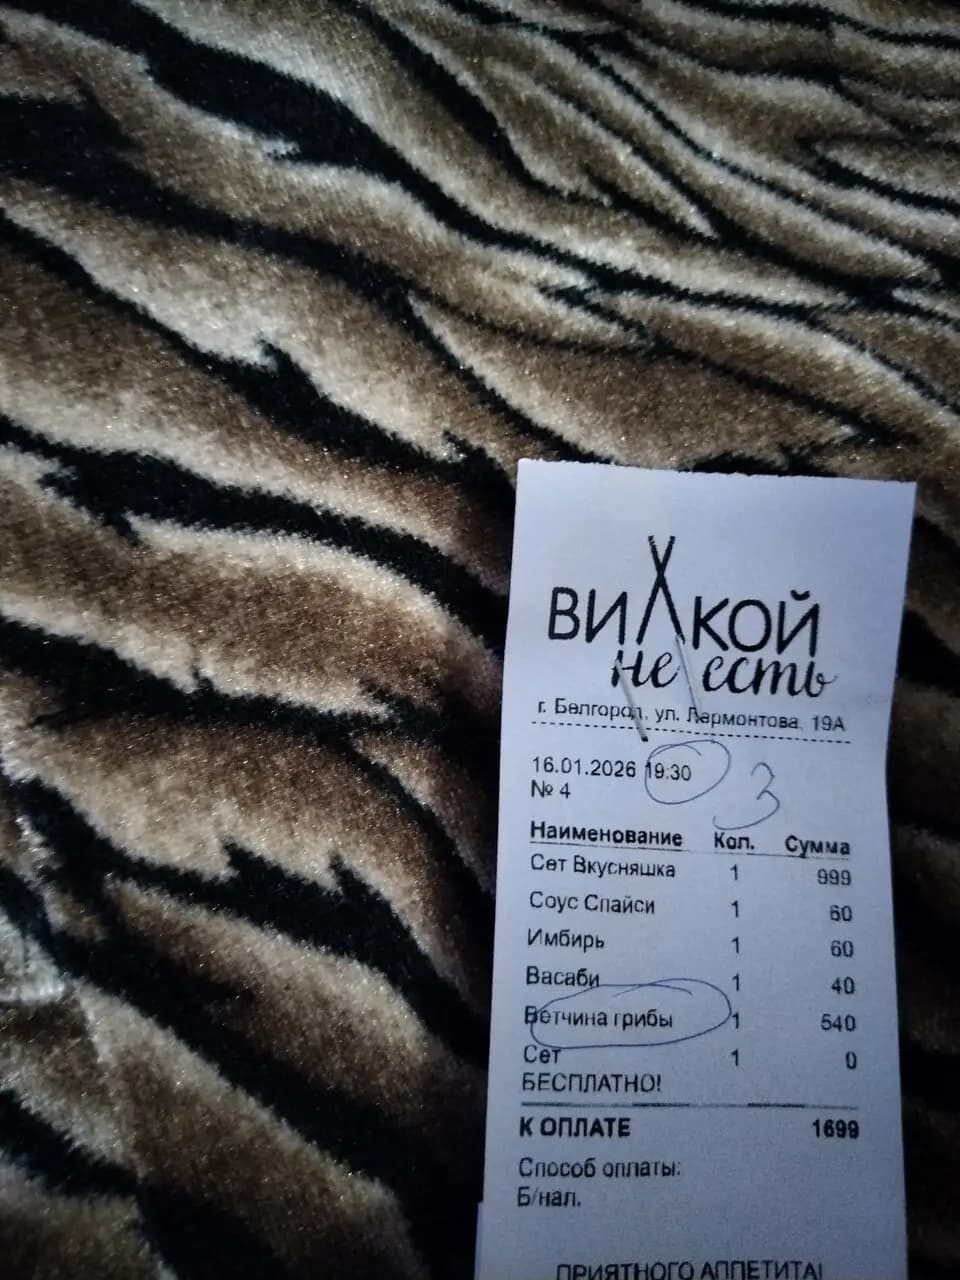 ВИЛКОЙ
не есть
г. Белгород, ул. Лермонтова, 19А
16.01.2026 19:30
3
№ 4
Наименование Кол. Сумма
Сет Вкусняшка 1 999
Соус Спайси 1 60
Имбирь 1 60
Васаби 1 40
Ветчина грибы 1 540
Сет 1 0
БЕСПЛАТНО!
К ОПЛАТЕ 1699
Способ оплаты:
Б/нал.
ПРИЯТНОГО АППЕТИТА!